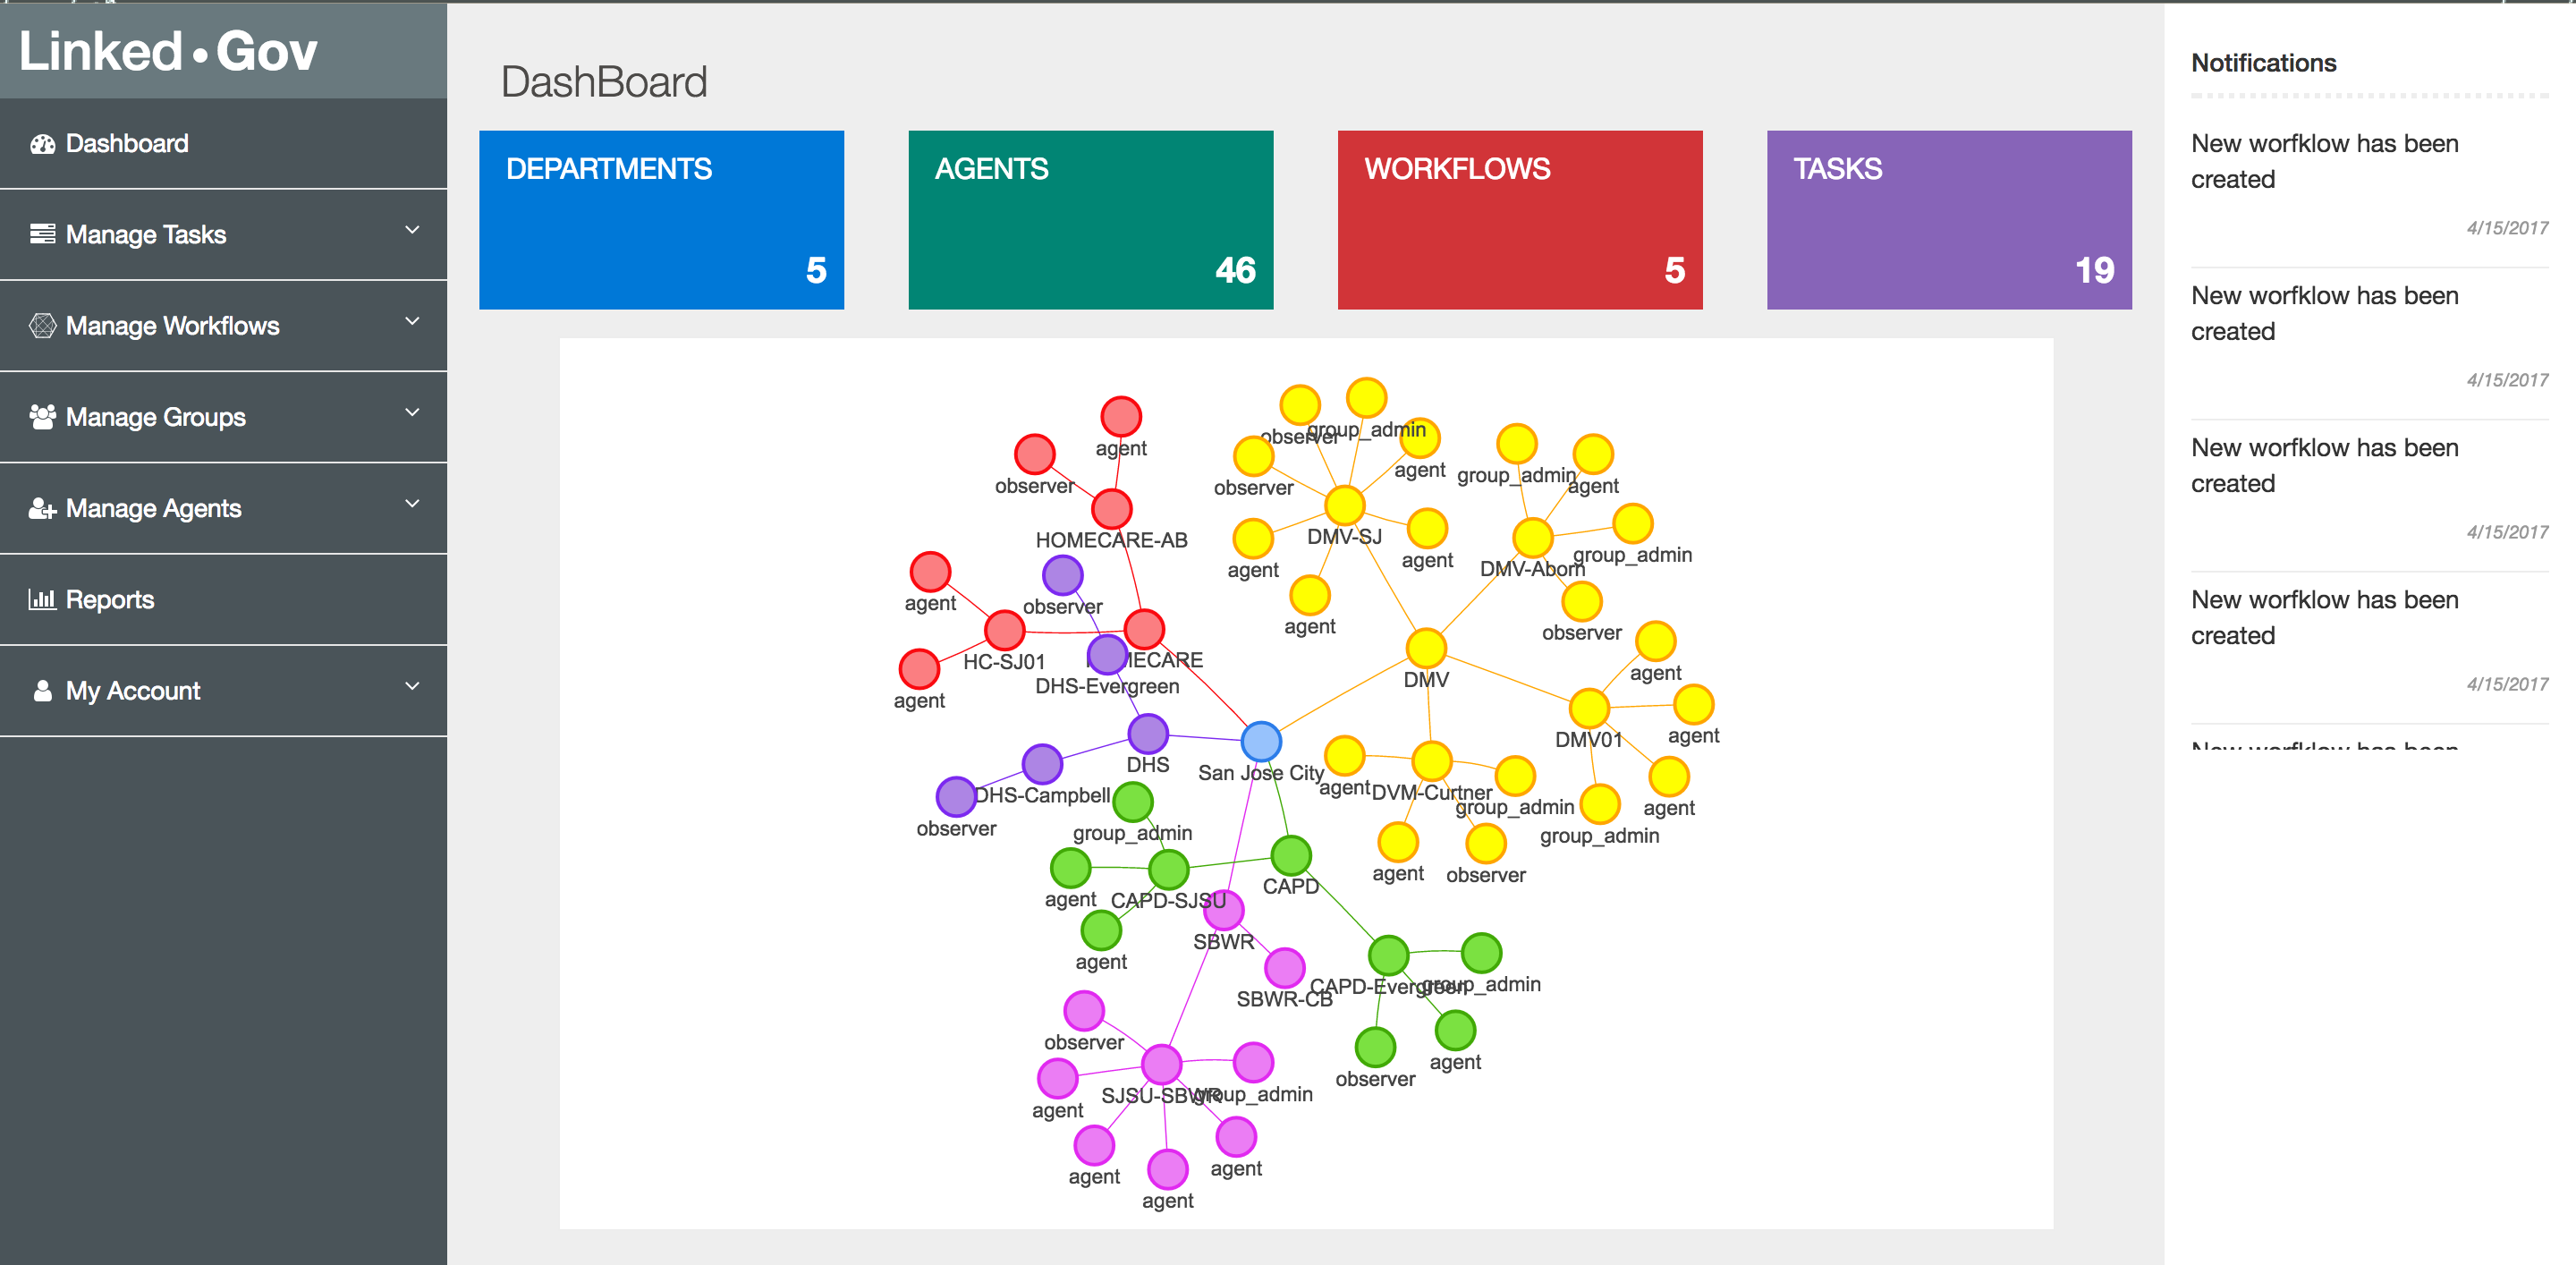 Linked•Gov
Dashboard
Manage Tasks
Manage Workflows
Manage Groups
Manage Agents
Reports
My Account
DashBoard
DEPARTMENTS
5
AGENTS
46
WORKFLOWS
5
TASKS
19
agent
observer
HOMECARE-AB
observer
agent
HC-SJ01
agent
HOMECARE
DHS-Evergreen
DHS
DHS-Campbell
observer
San Jose City
observer
group_admin
agent
observer
DMV-SJ
agent
agent
agent
group_admin
agent
DMV-Aborn
group_admin
observer
DMV
agent
agent
DMV01
agent
group_admin
agent
DVM-Curtner
group_admin
agent
observer
group_admin
agent
CAPD-SJSU
agent
CAPD
SBWR
SBWR-CB
CAPD-Evergreen
group_admin
agent
observer
observer
agent
SJSU-SBWR
group_admin
agent
agent
agent
Notifications
New worfklow has been
created
4/15/2017
New worfklow has been
created
4/15/2017
New worfklow has been
created
4/15/2017
New worfklow has been
created
4/15/2017
New worfklow has been